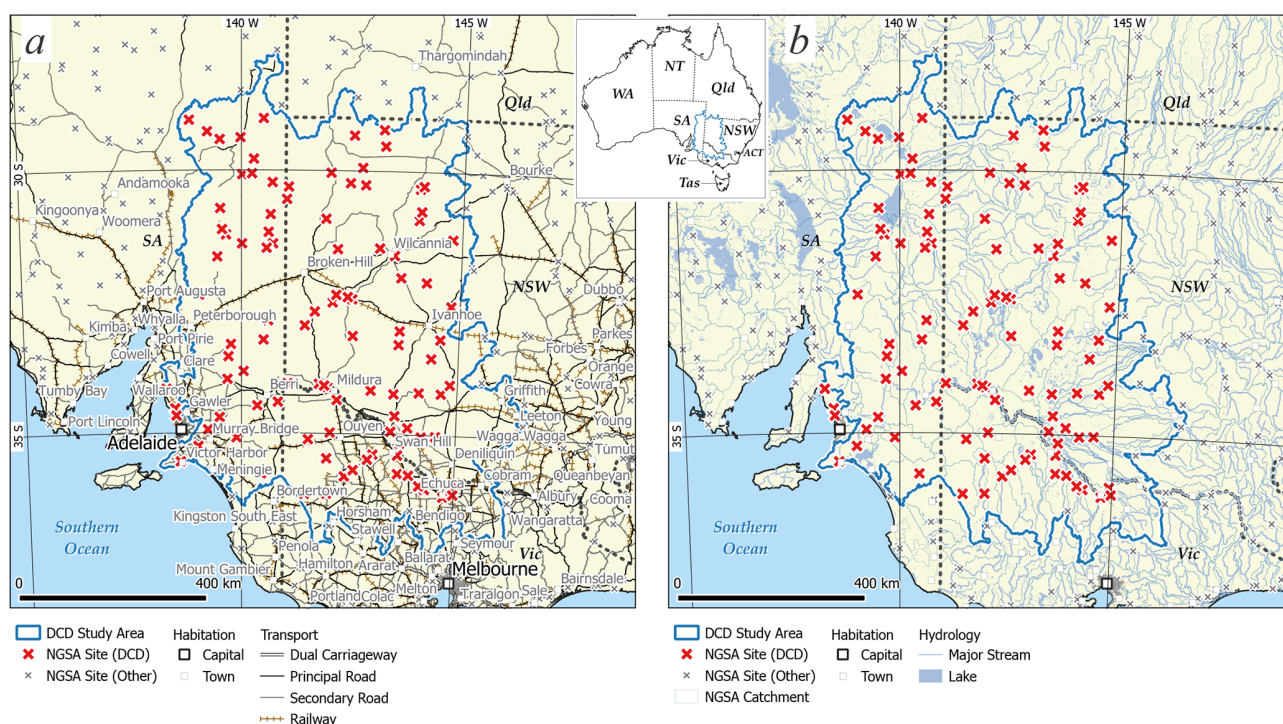 a
140 W
145 W
Thargomindah
Qld
30 S
Bourke
Andamooka
Kingoonya
Woomera
SA
Wilcannia
Broken Hill
NSW
Dubbo
Port Augusta
Peterborough
Ivanhoe
Whyalla
Kimba
Port Pirie
Parkes
Forbes
Cowell
Clare
Orange
Tumby Bay
Wallaroo
Berri
Mildura
Griffith
Cowra
Gawler
Leeton
Young
Port Lincoln
Murray Bridge
Ouyen
35 S
Adelaide
Swan Hill
Wagga Wagga
Tumut
Victor Harbor
Deniliquin
Meningie
Echuca
Cobram
Queanbeyan
Bordertown
Albury
Cooma
Kingston South East
Horsham
Bendigo
Wangaratta
Stawell
Southern
Ocean
Penola
Seymour
Vic
Mount Gambier
Hamilton
Ararat
Ballarat
Melbourne
Bairnsdale
0
400 km
Portland
Colac
Melton
Traralgon
Sale
NT
WA
Qld
SA
NSW
ACT
Vic
Tas
b
140 W
145 W
Qld
30 S
SA
NSW
35 S
Southern
Ocean
Vic
0
400 km
DCD Study Area
NGSA Site (DCD)
NGSA Site (Other)
Habitation
Capital
Town
Transport
Dual Carriageway
Principal Road
Secondary Road
Railway
DCD Study Area
NGSA Site (DCD)
NGSA Site (Other)
NGSA Catchment
Habitation
Capital
Town
Hydrology
Major Stream
Lake